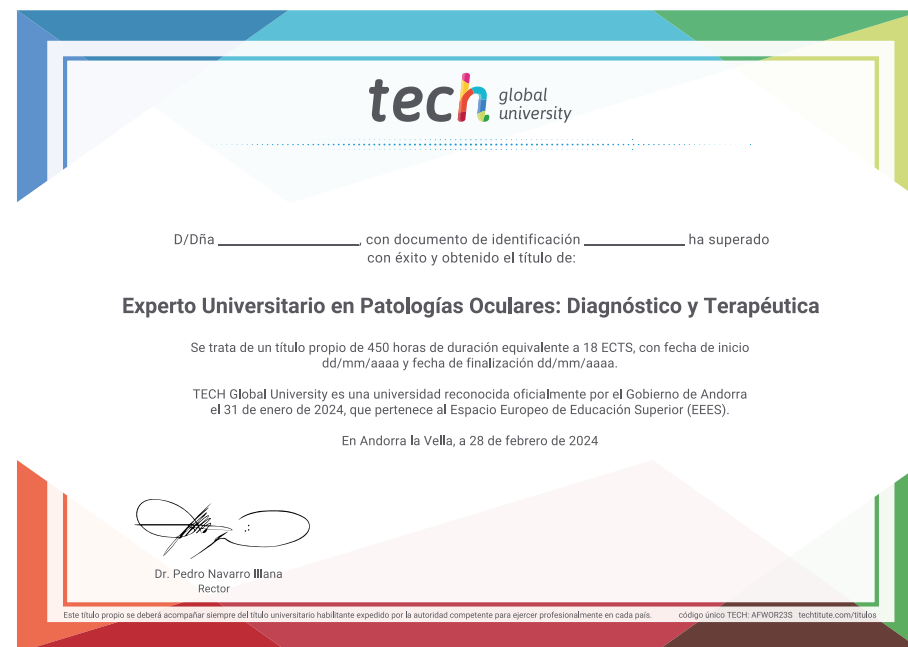 tech global university
D/Dña ____________________, con documento de identificación ______________ ha superado
con éxito y obtenido el título de:
Experto Universitario en Patologías Oculares: Diagnóstico y Terapéutica
Se trata de un título propio de 450 horas de duración equivalente a 18 ECTS, con fecha de inicio
dd/mm/aaaa y fecha de finalización dd/mm/aaaa.
TECH Global University es una universidad reconocida oficialmente por el Gobierno de Andorra
el 31 de enero de 2024, que pertenece al Espacio Europeo de Educación Superior (EEES).
En Andorra la Vella, a 28 de febrero de 2024
Dr. Pedro Navarro Illana
Rector
Este título propio se deberá acompañar siempre del título universitario habilitante expedido por la autoridad competente para ejercer profesionalmente en cada país. código único TECH: AFWOR23S techtitute.com/titulos